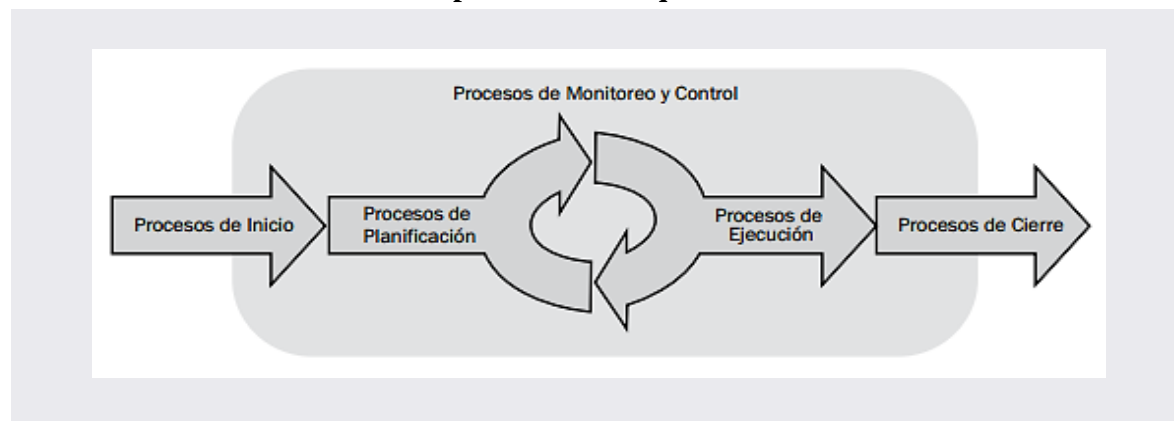 Procesos de Monitoreo y Control
Procesos de Inicio
Procesos de
Planificación
Procesos de
Ejecución
Procesos de Cierre